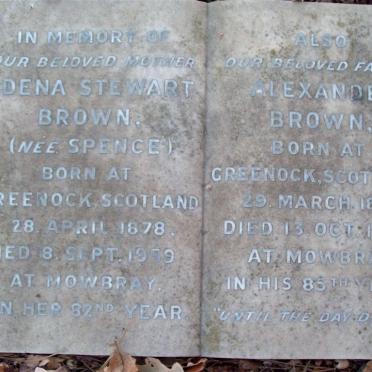 IN MEMORY OF
OUR BELOVED MOTHER
DENA STEWART
BROWN.
(NÉE SPENCE)
BORN AT
GREENOCK, SCOTLAND
28. APRIL 1878.
DIED 8. SEPT. 1959
AT MOWBRAY.
IN HER 82ND YEAR.
ALSO
OUR BELOVED FA
ALEXANDE
BROWN.
BORN AT
GREENOCK, SCOT
29. MARCH. 18
DIED 13. OCT. 1
AT MOWBRA
IN HIS 85TH Y
"UNTIL THE DAY D